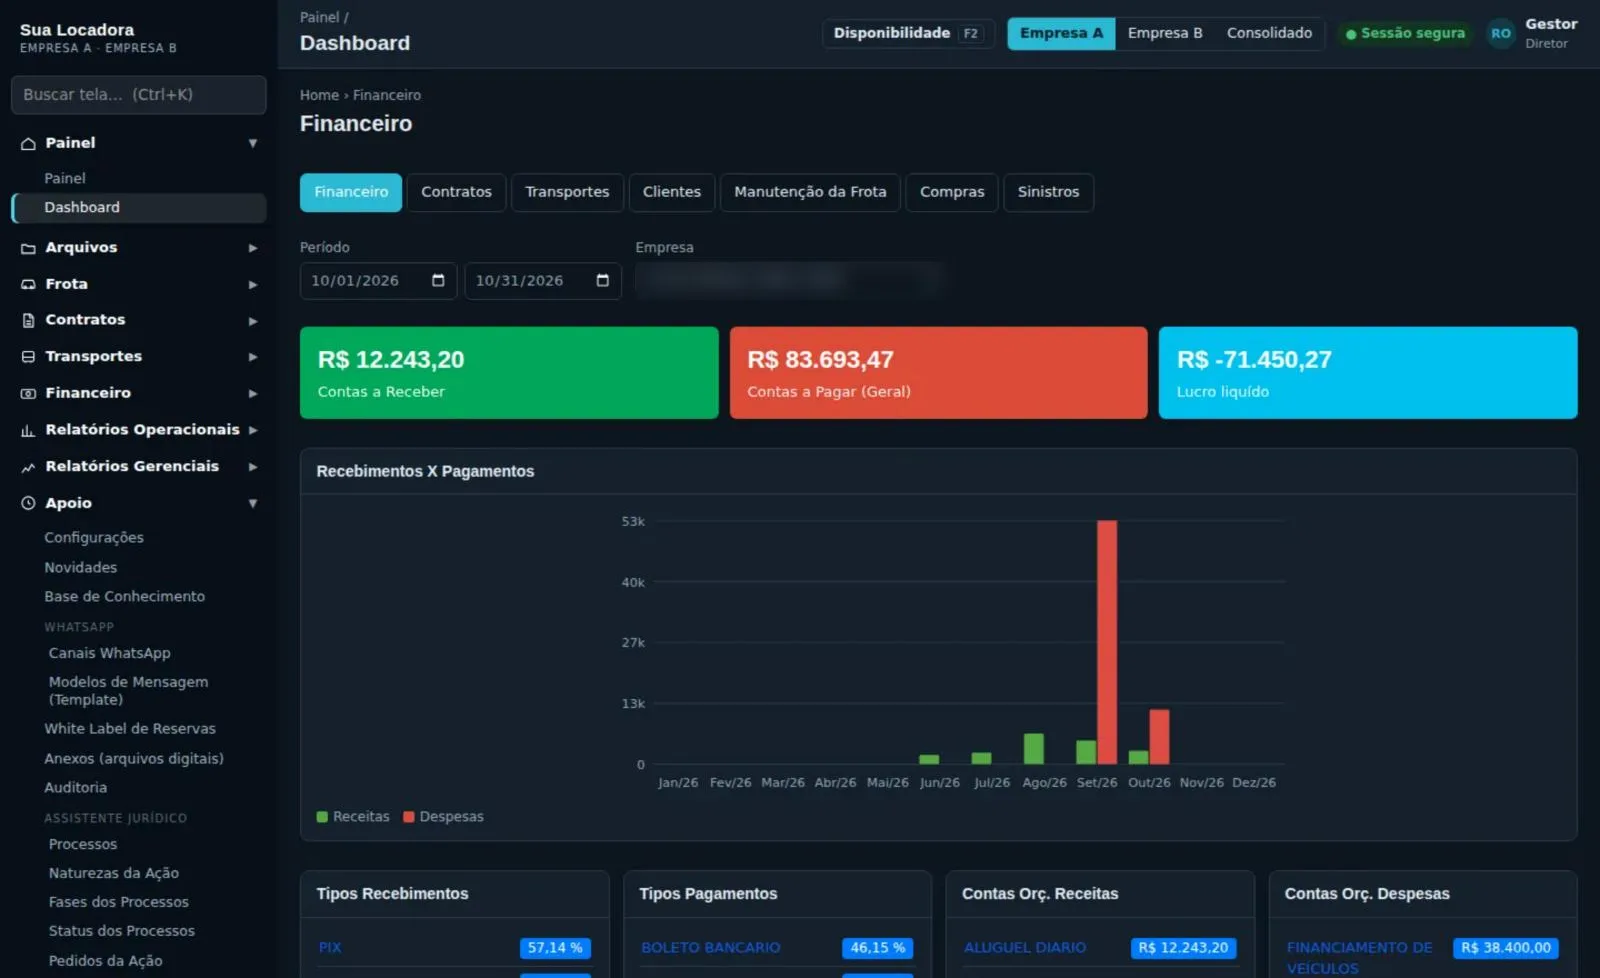 Sua Locadora
EMPRESA A · EMPRESA B
Buscar tela... (Ctrl+K)
Painel
Painel
Dashboard
Arquivos
Frota
Contratos
Transportes
Financeiro
Relatórios Operacionais
Relatórios Gerenciais
Apoio
Configurações
Novidades
Base de Conhecimento
WHATSAPP
Canais WhatsApp
Modelos de Mensagem
(Template)
White Label de Reservas
Anexos (arquivos digitais)
Auditoria
ASSISTENTE JURÍDICO
Processos
Naturezas da Ação
Fases dos Processos
Status dos Processos
Pedidos da Ação
Painel /
Dashboard
Disponibilidade F2
Empresa A Empresa B Consolidado
Sessão segura
RO
Gestor
Diretor
Home › Financeiro
Financeiro
Financeiro Contratos Transportes Clientes Manutenção da Frota Compras Sinistros
Período Empresa
10/01/2026 10/31/2026
R$ 12.243,20
Contas a Receber
R$ 83.693,47
Contas a Pagar (Geral)
R$ -71.450,27
Lucro liquído
Recebimentos X Pagamentos
53k
40k
27k
13k
0
Jan/26 Fev/26 Mar/26 Abr/26 Mai/26 Jun/26 Jul/26 Ago/26 Set/26 Out/26 Nov/26 Dez/26
Receitas Despesas
Tipos Recebimentos
PIX 57,14 %
Tipos Pagamentos
BOLETO BANCARIO 46,15 %
Contas Orç. Receitas
ALUGUEL DIARIO R$ 12.243,20
Contas Orç. Despesas
FINANCIAMENTO DE R$ 38.400,00
VEÍCULOS